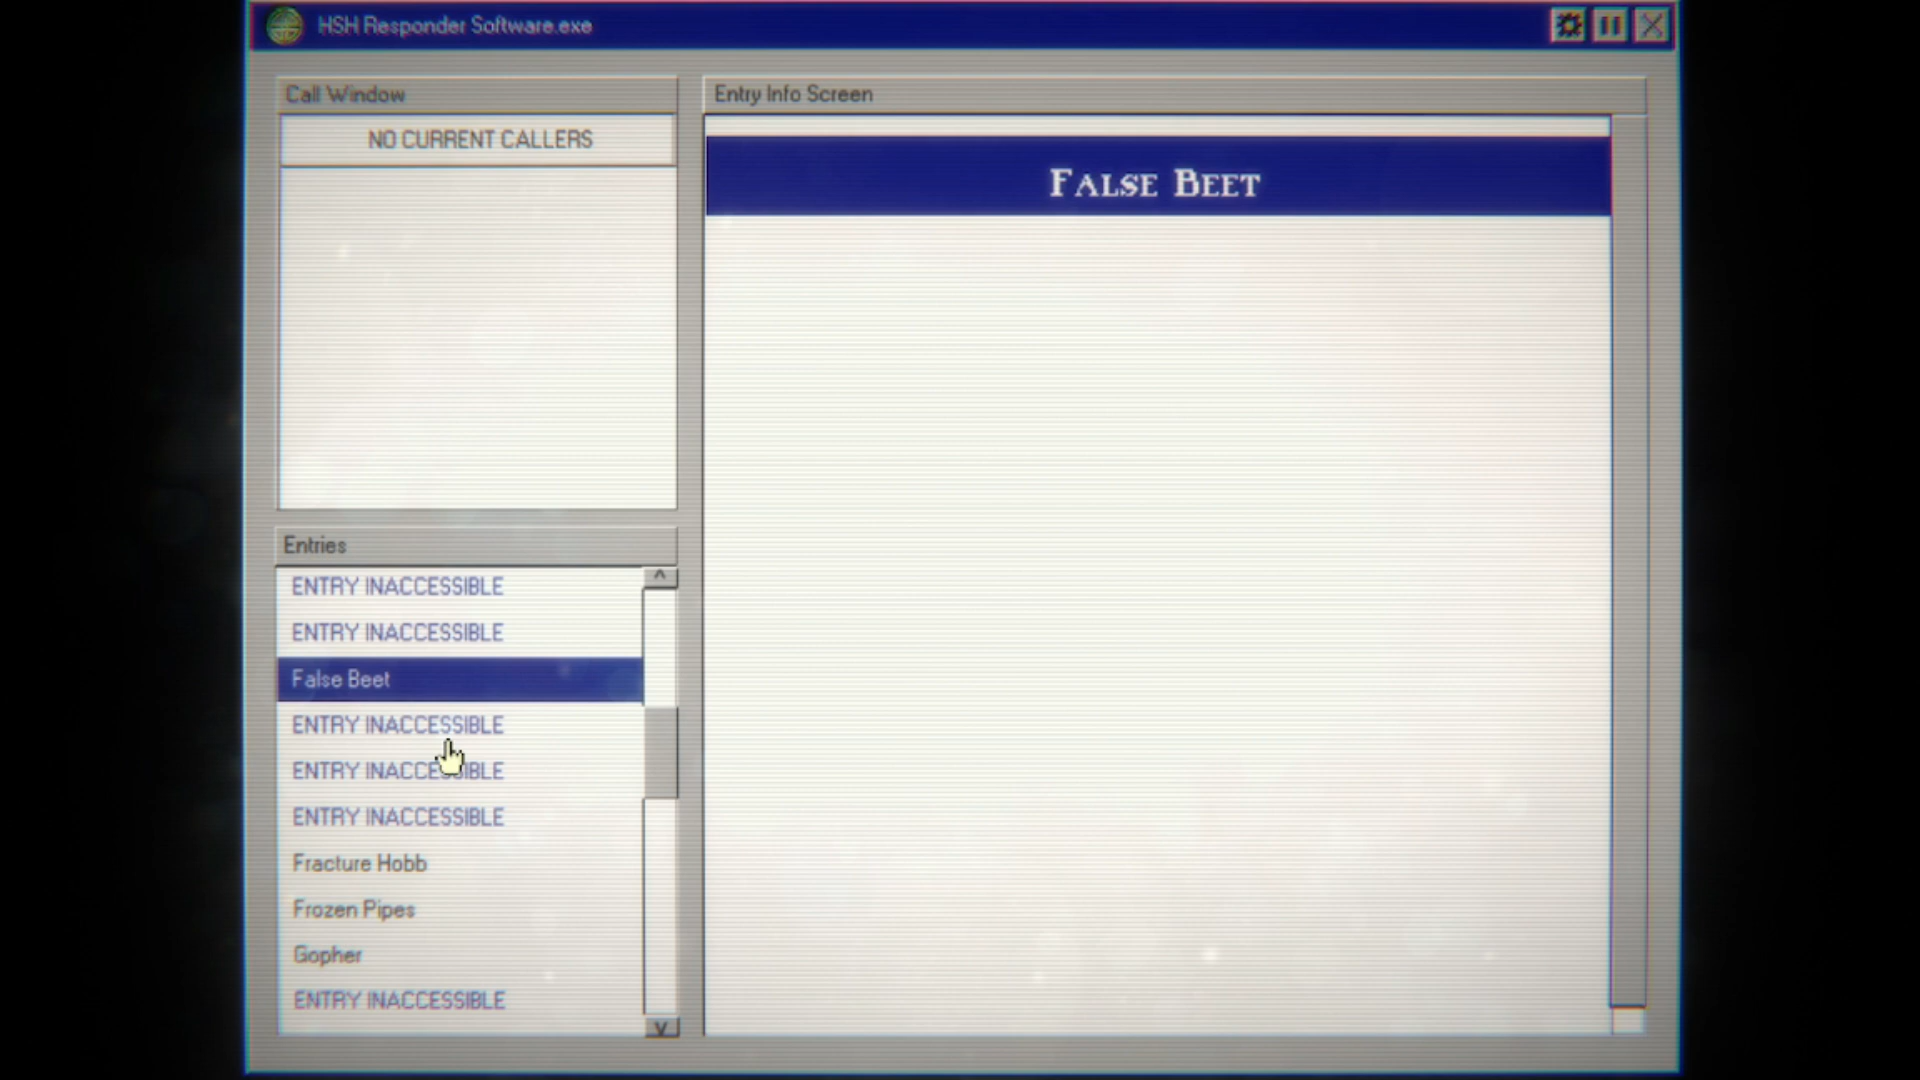 HSH Responder Software.exe
Call Window
NO CURRENT CALLERS
Entries
ENTRY INACCESSIBLE
ENTRY INACCESSIBLE
False Beet
ENTRY INACCESSIBLE
ENTRY INACCESSIBLE
ENTRY INACCESSIBLE
Fracture Hobb
Frozen Pipes
Gopher
ENTRY INACCESSIBLE
Entry Info Screen
False Beet